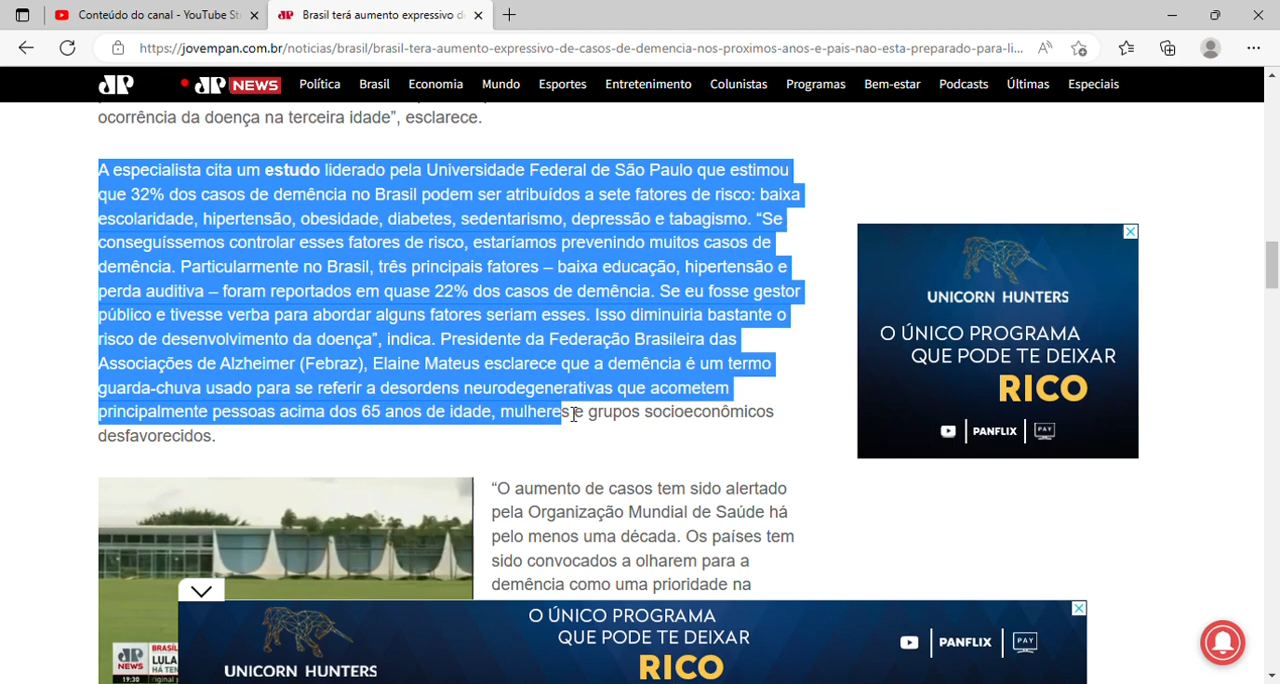 Conteúdo do canal - YouTube St
Brasil terá aumento expressivo d
https://jovempan.com.br/noticias/brasil/brasil-tera-aumento-expressivo-de-casos-de-demencia-nos-proximos-anos-e-pais-nao-esta-preparado-para-li...
JP JP NEWS Política Brasil Economia Mundo Esportes Entretenimento Colunistas Programas Bem-estar Podcasts Últimas Especiais
ocorrência da doença na terceira idade”, esclarece.
A especialista cita um estudo liderado pela Universidade Federal de São Paulo que estimou
que 32% dos casos de demência no Brasil podem ser atribuídos a sete fatores de risco: baixa
escolaridade, hipertensão, obesidade, diabetes, sedentarismo, depressão e tabagismo. “Se
conseguíssemos controlar esses fatores de risco, estaríamos prevenindo muitos casos de
demência. Particularmente no Brasil, três principais fatores – baixa educação, hipertensão e
perda auditiva – foram reportados em quase 22% dos casos de demência. Se eu fosse gestor
público e tivesse verba para abordar alguns fatores seriam esses. Isso diminuiria bastante o
risco de desenvolvimento da doença”, indica. Presidente da Federação Brasileira das
Associações de Alzheimer (Febraz), Elaine Mateus esclarece que a demência é um termo
guarda-chuva usado para se referir a desordens neurodegenerativas que acometem
principalmente pessoas acima dos 65 anos de idade, mulheres e grupos socioeconômicos
desfavorecidos.
UNICORN HUNTERS
O ÚNICO PROGRAMA
QUE PODE TE DEIXAR
RICO
PANFLIX PAY
“O aumento de casos tem sido alertado
pela Organização Mundial de Saúde há
pelo menos uma década. Os países tem
sido convocados a olharem para a
demência como uma prioridade na
JP NEWS
BRASÍL
LULA
HÁ TEN
19:30
UNICORN HUNTERS
O ÚNICO PROGRAMA
QUE PODE TE DEIXAR
RICO
PANFLIX PAY